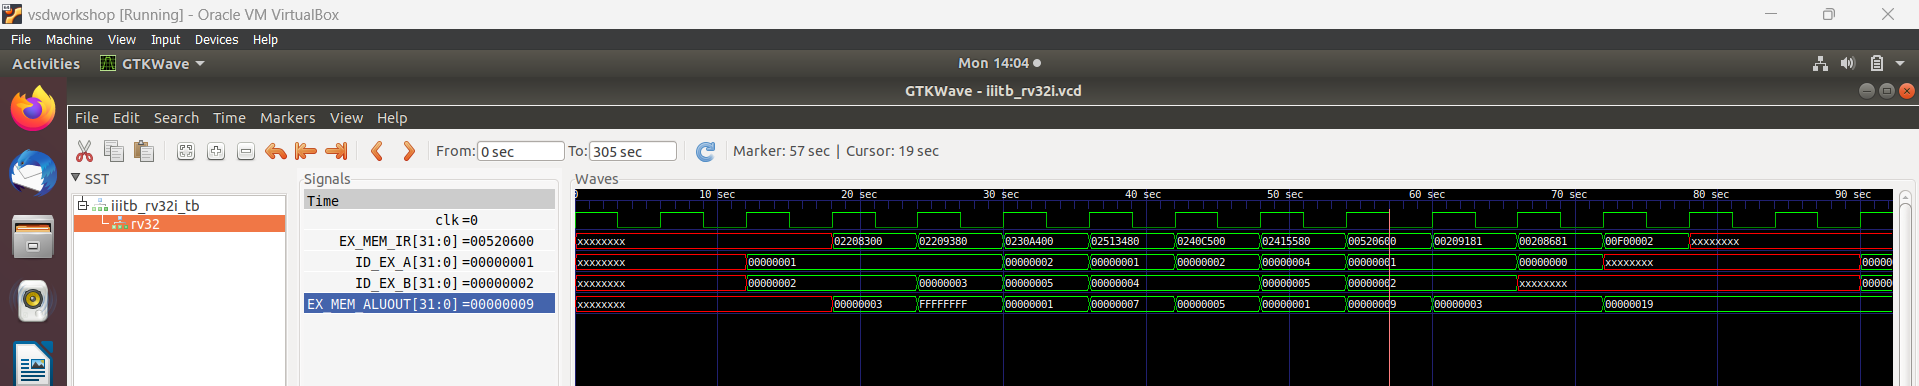 vsdworkshop [Running] - Oracle VM VirtualBox
File Machine View Input Devices Help
Activities GTKWave Mon 14:04
GTKWave - iiitb_rv32i.vcd
File Edit Search Time Markers View Help
From: 0 sec To: 305 sec Marker: 57 sec | Cursor: 19 sec
SST
iiitb_rv32i_tb
rv32
Signals
Time
clk =0
EX_MEM_IR[31:0] =00520600
ID_EX_A[31:0] =00000001
ID_EX_B[31:0] =00000002
EX_MEM_ALUOUT[31:0] =00000009
Waves
0 10 sec 20 sec 30 sec 40 sec 50 sec 60 sec 70 sec 80 sec 90 sec
xxxxxxxx 02208300 02209380 0230A400 02513480 0240C500 02415580 00520600 00209181 00208681 00F00002 xxxxxxxx
xxxxxxxx 00000001 00000002 00000001 00000002 00000004 00000001 00000000 xxxxxxxx 00000
xxxxxxxx 00000002 00000003 00000005 00000004 00000005 00000002 xxxxxxxx 00000
xxxxxxxx 00000003 FFFFFFFF 00000001 00000007 00000005 00000001 00000009 00000003 00000019